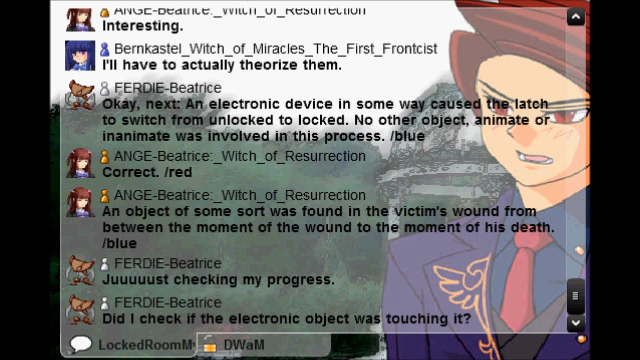 ANGE-Beatrice:_Witch_of_Resurrection
Interesting.
Bernkastel_Witch_of_Miracles_The_First_Frontcist
I'll have to actually theorize them.
FERDIE-Beatrice
Okay, next: An electronic device in some way caused the latch
to switch from unlocked to locked. No other object, animate or
inanimate was involved in this process. /blue
ANGE-Beatrice:_Witch_of_Resurrection
Correct. /red
ANGE-Beatrice:_Witch_of_Resurrection
An object of some sort was found in the victim's wound from
between the moment of the wound to the moment of his death.
/blue
FERDIE-Beatrice
Juuuuust checking my progress.
FERDIE-Beatrice
Did I check if the electronic object was touching it?
LockedRoomM
DWaM